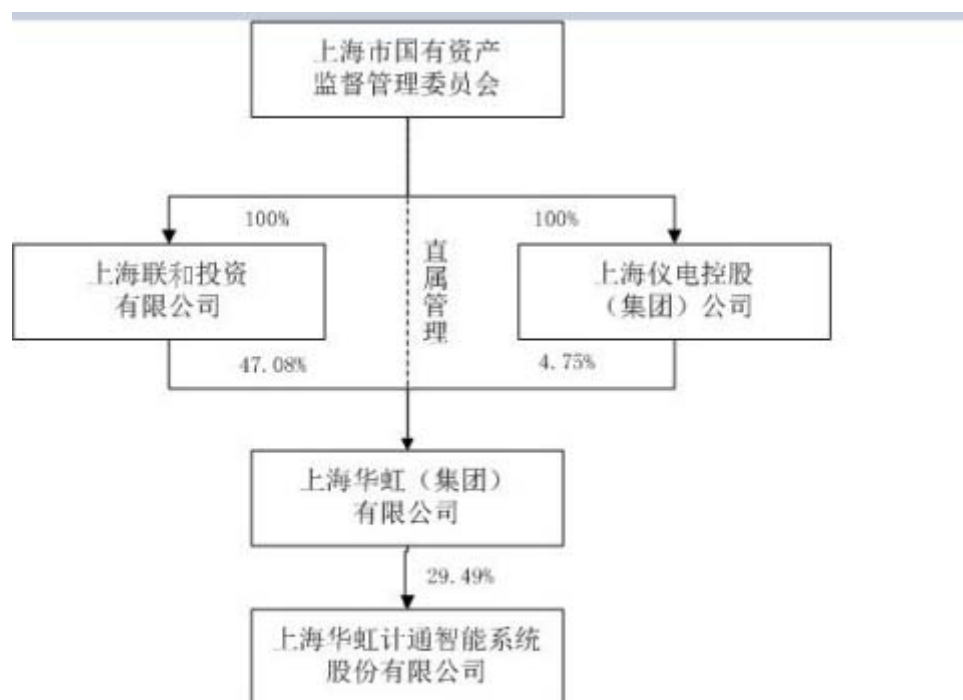 上海市国有资产
监督管理委员会
100%
100%
直属管理
上海联和投资
有限公司
上海仪电控股
（集团）公司
47.08%
4.75%
上海华虹（集团）
有限公司
29.49%
上海华虹计通智能系统
股份有限公司